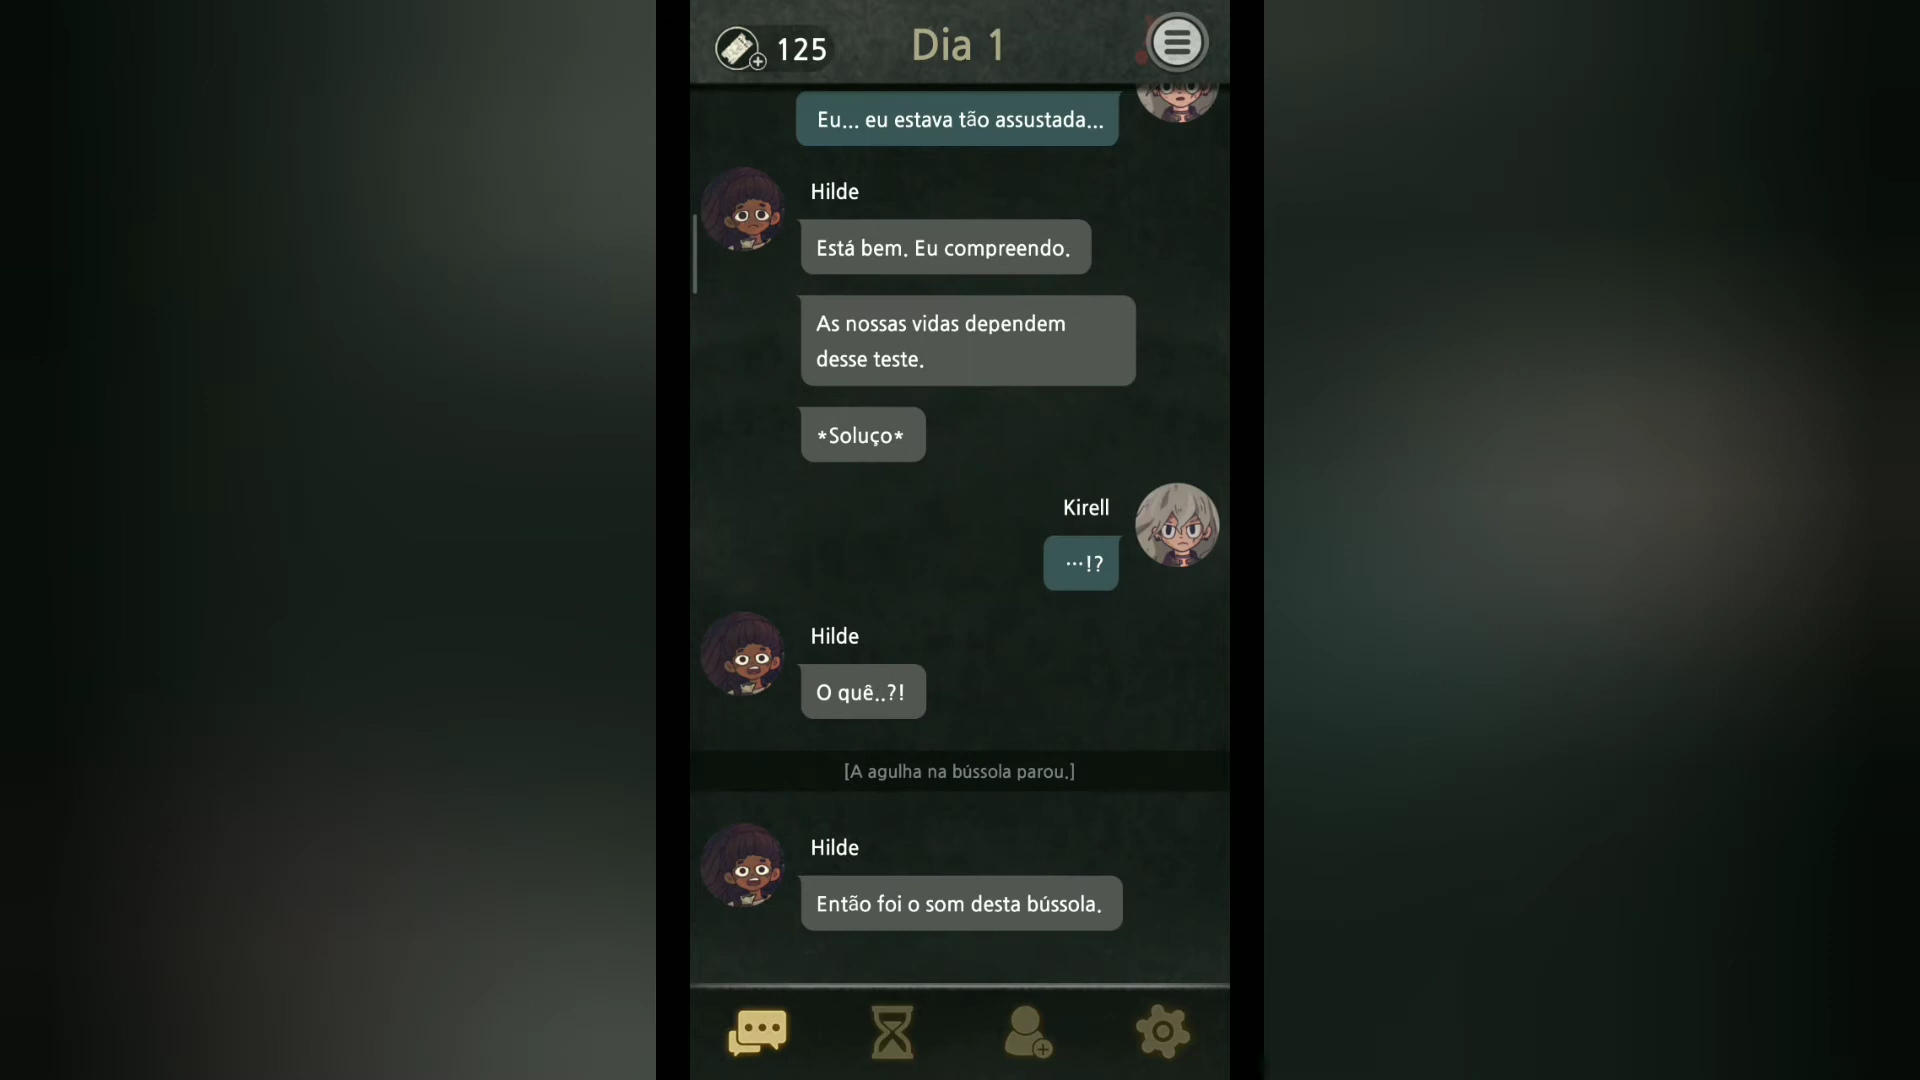 125
Dia 1
Eu... eu estava tão assustada...
Hilde
Está bem. Eu compreendo.
As nossas vidas dependem
desse teste.
*Soluço*
Kirell
...!?
Hilde
O quê..?!
[A agulha na bússola parou.]
Hilde
Então foi o som desta bússola.